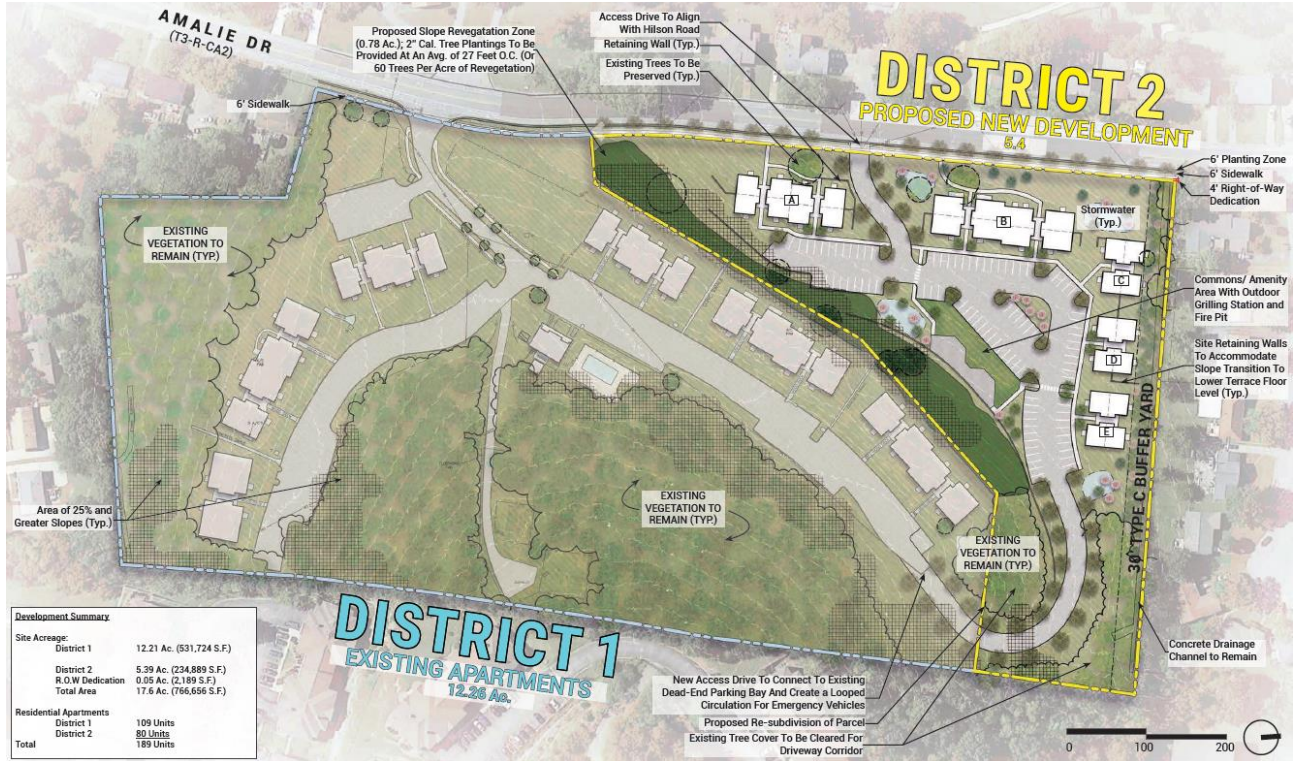 AMALIE DR
(T3-R-CA2)
6' Sidewalk
Proposed Slope Revegatation Zone
(0.78 Ac.); 2" Cal. Tree Plantings To Be
Provided At An Avg. of 27 Feet O.C. (Or
60 Trees Per Acre of Revegetation)
Access Drive To Align
With Hilson Road
Retaining Wall (Typ.)
Existing Trees To Be
Preserved (Typ.)
DISTRICT 2
PROPOSED NEW DEVELOPMENT
5.4
6' Planting Zone
6' Sidewalk
4' Right-of-Way
Dedication
A
B
Stormwater
(Typ.)
C
D
E
EXISTING
VEGETATION TO
REMAIN (TYP.)
Commons/ Amenity
Area With Outdoor
Grilling Station and
Fire Pit
Site Retaining Walls
To Accommodate
Slope Transition To
Lower Terrace Floor
Level (Typ.)
30' TYPE C BUFFER YARD
Area of 25% and
Greater Slopes (Typ.)
EXISTING
VEGETATION TO
REMAIN (TYP.)
EXISTING
VEGETATION TO
REMAIN (TYP.)
DISTRICT 1
EXISTING APARTMENTS
12.26 Ac.
Concrete Drainage
Channel to Remain
New Access Drive To Connect To Existing
Dead-End Parking Bay And Create a Looped
Circulation For Emergency Vehicles
Proposed Re-subdivision of Parcel
Existing Tree Cover To Be Cleared For
Driveway Corridor
Development Summary
Site Acreage:
District 1 12.21 Ac. (531,724 S.F.)
District 2 5.39 Ac. (234,889 S.F.)
R.O.W Dedication 0.05 Ac. (2,189 S.F.)
Total Area 17.6 Ac. (766,656 S.F.)
Residential Apartments
District 1 109 Units
District 2 80 Units
Total 189 Units
0 100 200